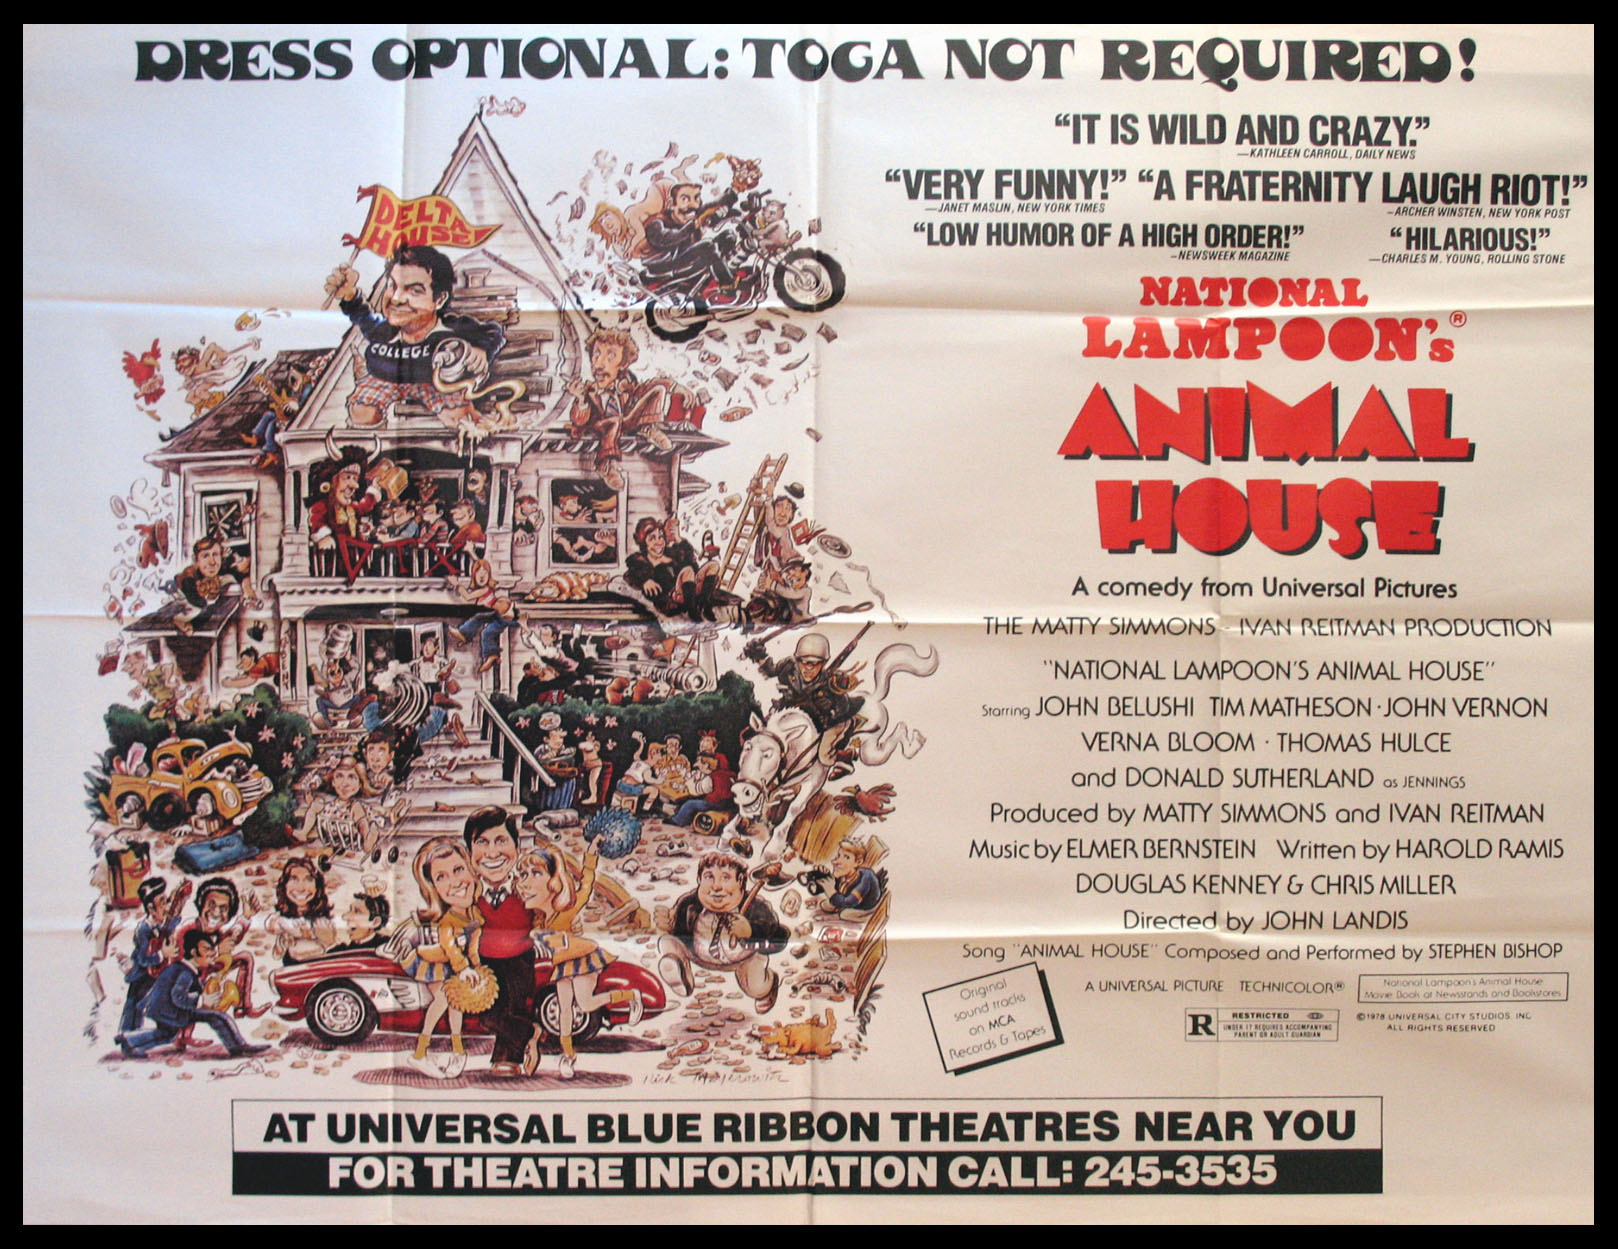 DRESS OPTIONAL: TOGA NOT REQUIRED!
"IT IS WILD AND CRAZY."
—KATHLEEN CARROLL, DAILY NEWS
"VERY FUNNY!" "A FRATERNITY LAUGH RIOT!"
—JANET MASLIN, NEW YORK TIMES
—ARCHER WINSTEN, NEW YORK POST
"LOW HUMOR OF A HIGH ORDER!"
—NEWSWEEK MAGAZINE
"HILARIOUS!"
—CHARLES M. YOUNG, ROLLING STONE
DELTA
HOUSE
COLLEGE
ΔTX
NATIONAL
LAMPOON's®
ANIMAL
HOUSE
A comedy from Universal Pictures
THE MATTY SIMMONS - IVAN REITMAN PRODUCTION
"NATIONAL LAMPOON'S ANIMAL HOUSE"
Starring JOHN BELUSHI TIM MATHESON · JOHN VERNON
VERNA BLOOM · THOMAS HULCE
and DONALD SUTHERLAND as JENNINGS
Produced by MATTY SIMMONS and IVAN REITMAN
Music by ELMER BERNSTEIN Written by HAROLD RAMIS
DOUGLAS KENNEY & CHRIS MILLER
Directed by JOHN LANDIS
Song "ANIMAL HOUSE" Composed and Performed by STEPHEN BISHOP
Original
sound tracks
on MCA
Records & Tapes
A UNIVERSAL PICTURE TECHNICOLOR®
National Lampoon's Animal House
Movie Book at Newsstands and Bookstores
R RESTRICTED
UNDER 17 REQUIRES ACCOMPANYING
PARENT OR ADULT GUARDIAN
©1978 UNIVERSAL CITY STUDIOS, INC.
ALL RIGHTS RESERVED
AT UNIVERSAL BLUE RIBBON THEATRES NEAR YOU
FOR THEATRE INFORMATION CALL: 245-3535